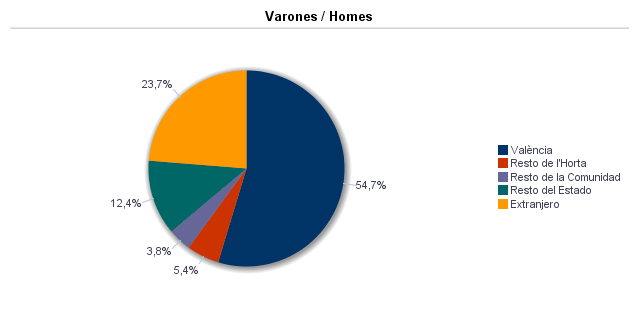 Varones / Homes
23,7%
54,7%
12,4%
3,8%
5,4%
València
Resto de l'Horta
Resto de la Comunidad
Resto del Estado
Extranjero